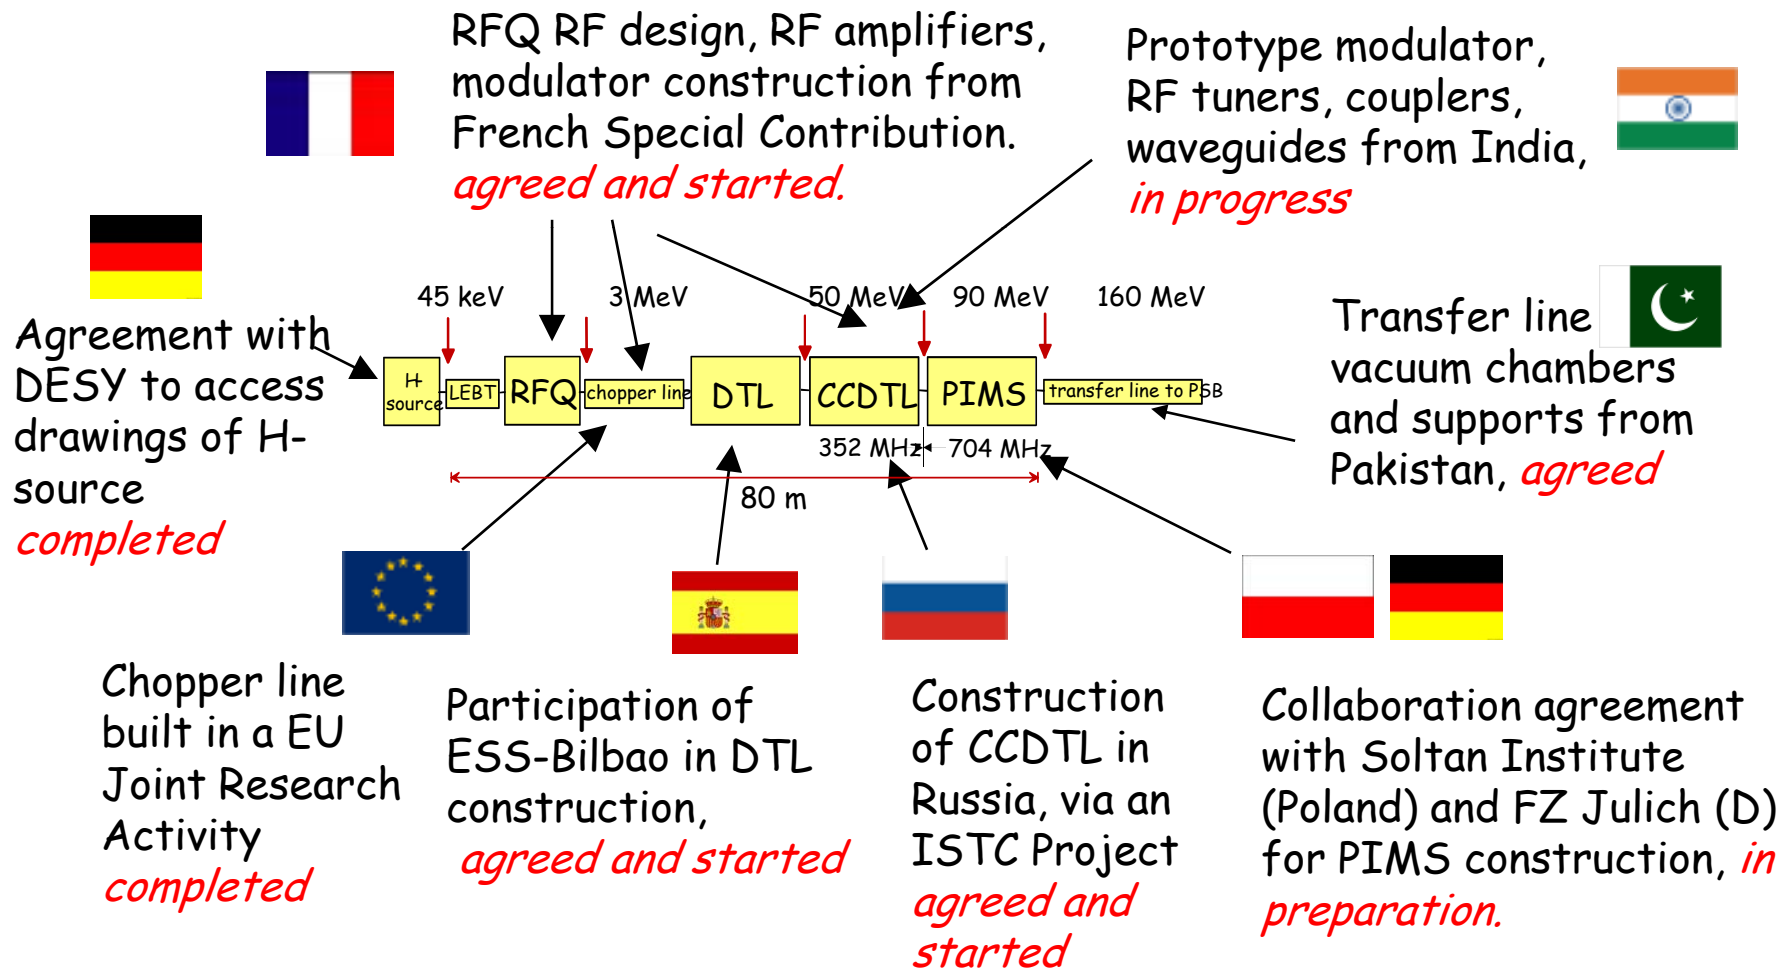 RFQ RF design, RF amplifiers,
modulator construction from
French Special Contribution.
agreed and started.
Prototype modulator,
RF tuners, couplers,
waveguides from India,
in progress
Agreement with
DESY to access
drawings of H-
source
completed
45 keV
3 MeV
50 MeV
90 MeV
160 MeV
Transfer line
vacuum chambers
and supports from
Pakistan, agreed
H-
source
LEBT
RFQ
chopper line
DTL
CCDTL
PIMS
transfer line to PSB
352 MHz
704 MHz
80 m
Chopper line
built in a EU
Joint Research
Activity
completed
Participation of
ESS-Bilbao in DTL
construction,
agreed and started
Construction
of CCDTL in
Russia, via an
ISTC Project
agreed and
started
Collaboration agreement
with Soltan Institute
(Poland) and FZ Julich (D)
for PIMS construction, in
preparation.